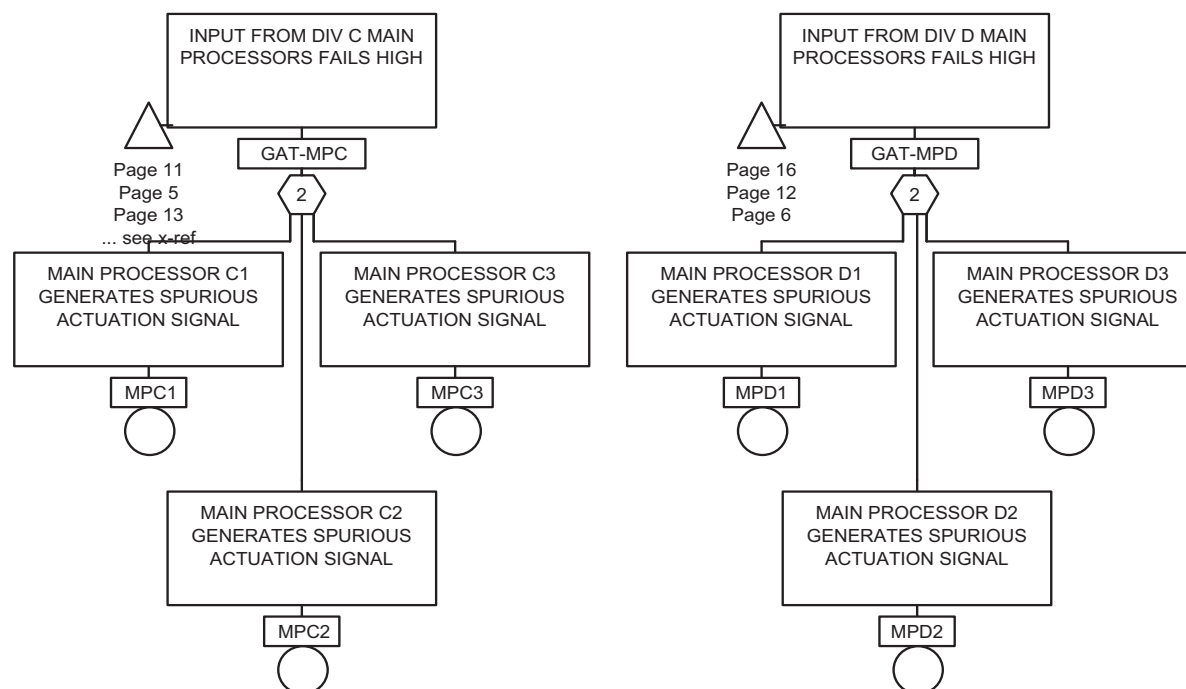 INPUT FROM DIV C MAIN
PROCESSORS FAILS HIGH
Page 11
Page 5
Page 13
... see x-ref
GAT-MPC
2
MAIN PROCESSOR C1
GENERATES SPURIOUS
ACTUATION SIGNAL
MPC1
MAIN PROCESSOR C3
GENERATES SPURIOUS
ACTUATION SIGNAL
MPC3
MAIN PROCESSOR C2
GENERATES SPURIOUS
ACTUATION SIGNAL
MPC2
INPUT FROM DIV D MAIN
PROCESSORS FAILS HIGH
Page 16
Page 12
Page 6
GAT-MPD
2
MAIN PROCESSOR D1
GENERATES SPURIOUS
ACTUATION SIGNAL
MPD1
MAIN PROCESSOR D3
GENERATES SPURIOUS
ACTUATION SIGNAL
MPD3
MAIN PROCESSOR D2
GENERATES SPURIOUS
ACTUATION SIGNAL
MPD2